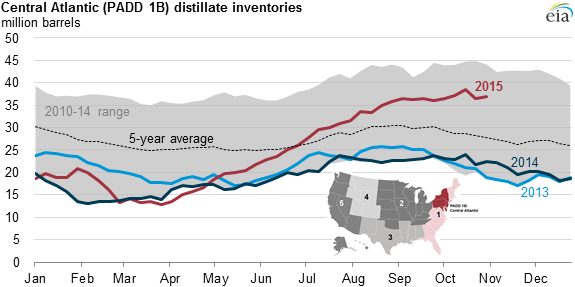 Central Atlantic (PADD 1B) distillate inventories
million barrels
eia
50
45
40
35
30
25
20
15
10
5
0
2010-14 range
5-year average
2015
2014
2013
5
4
2
3
1
PADD 1B:
Central Atlantic
Jan Feb Mar Apr May Jun Jul Aug Sep Oct Nov Dec